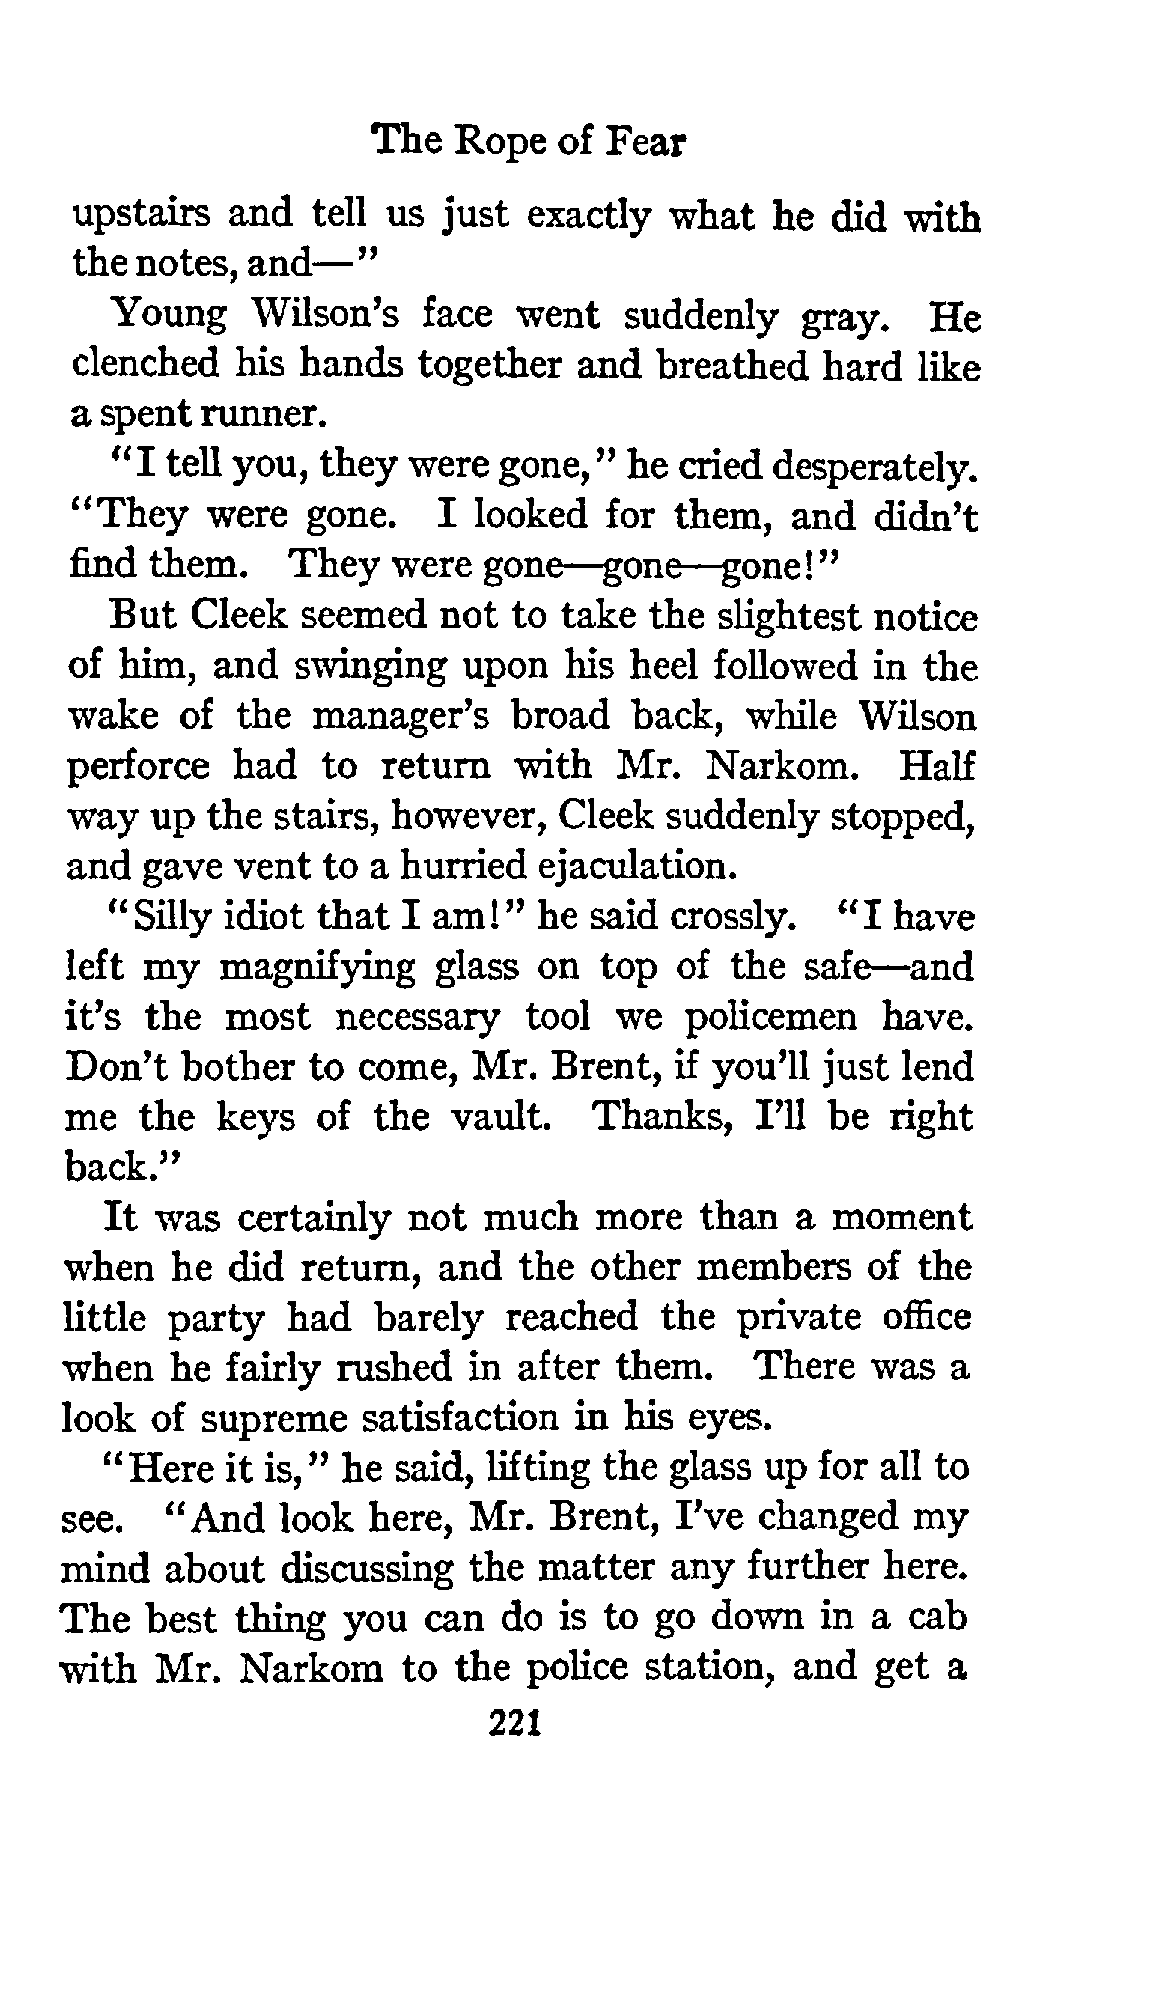 The Rope of Fear
upstairs and tell us just exactly what he did with
the notes, and—”
Young Wilson's face went suddenly gray. He
clenched his hands together and breathed hard like
a spent runner.
“I tell you, they were gone,” he cried desperately.
“They were gone. I looked for them, and didn't
find them. They were gone—gone—gone!”
But Cleek seemed not to take the slightest notice
of him, and swinging upon his heel followed in the
wake of the manager's broad back, while Wilson
perforce had to return with Mr. Narkom. Half
way up the stairs, however, Cleek suddenly stopped,
and gave vent to a hurried ejaculation.
“Silly idiot that I am!” he said crossly. “I have
left my magnifying glass on top of the safe—and
it's the most necessary tool we policemen have.
Don't bother to come, Mr. Brent, if you'll just lend
me the keys of the vault. Thanks, I'll be right
back.”
It was certainly not much more than a moment
when he did return, and the other members of the
little party had barely reached the private office
when he fairly rushed in after them. There was a
look of supreme satisfaction in his eyes.
“Here it is,” he said, lifting the glass up for all to
see. “And look here, Mr. Brent, I've changed my
mind about discussing the matter any further here.
The best thing you can do is to go down in a cab
with Mr. Narkom to the police station, and get a
221